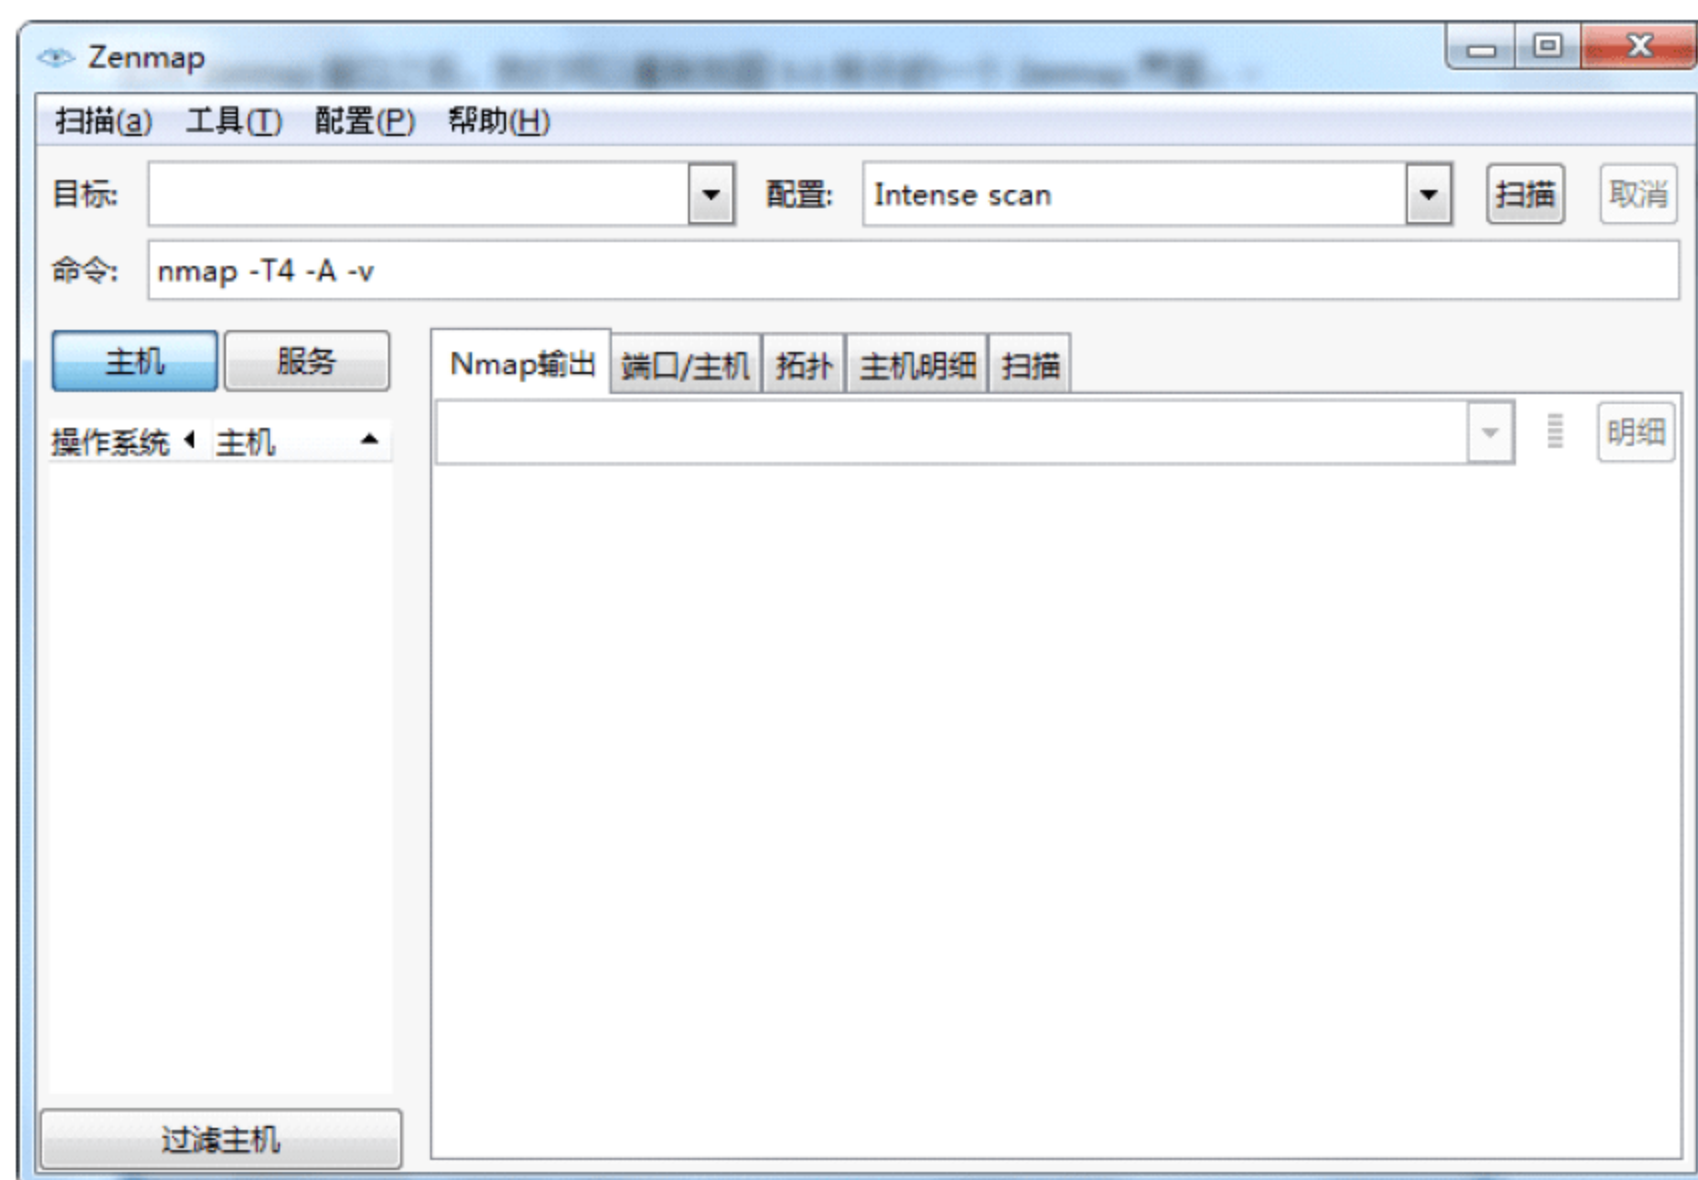 Zenmap
扫描(a) 工具(T) 配置(P) 帮助(H)
目标: 配置: Intense scan 扫描 取消
命令: nmap -T4 -A -v
主机 服务 Nmap输出 端口/主机 拓扑 主机明细 扫描
操作系统 主机 明细
过滤主机